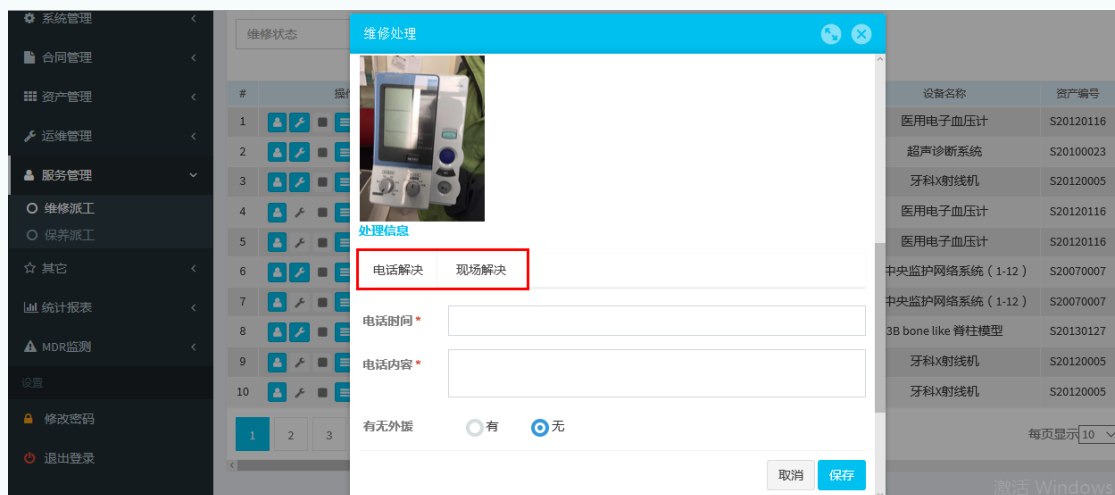 系统管理
维修状态
维修处理
合同管理
资产管理
# 操作 设备名称 资产编号
1 医用电子血压计 S20120116
运维管理
2 超声诊断系统 S20100023
服务管理
3 牙科X射线机 S20120005
维修派工
4 医用电子血压计 S20120116
处理信息
保养派工
5 医用电子血压计 S20120116
其它
电话解决 现场解决
6 中央监护网络系统（1-12） S20070007
统计报表
7 中央监护网络系统（1-12） S20070007
电话时间*
8 3B bone like 脊柱模型 S20130127
MDR监测
9 牙科X射线机 S20120005
电话内容*
设置
10 牙科X射线机 S20120005
修改密码
有无外援 有 无
1 2 3 每页显示 10
退出登录
取消 保存
激活 Windows